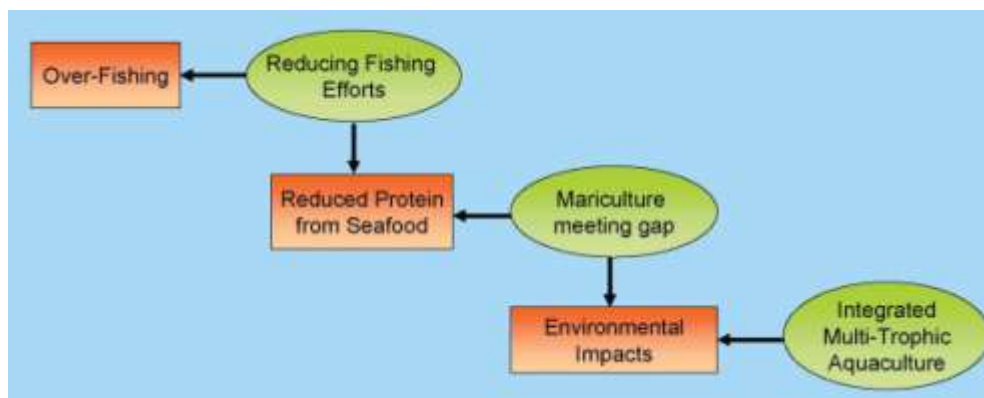 Over-Fishing
Reducing Fishing
Efforts
Reduced Protein
from Seafood
Mariculture
meeting gap
Environmental
Impacts
Integrated
Multi-Trophic
Aquaculture